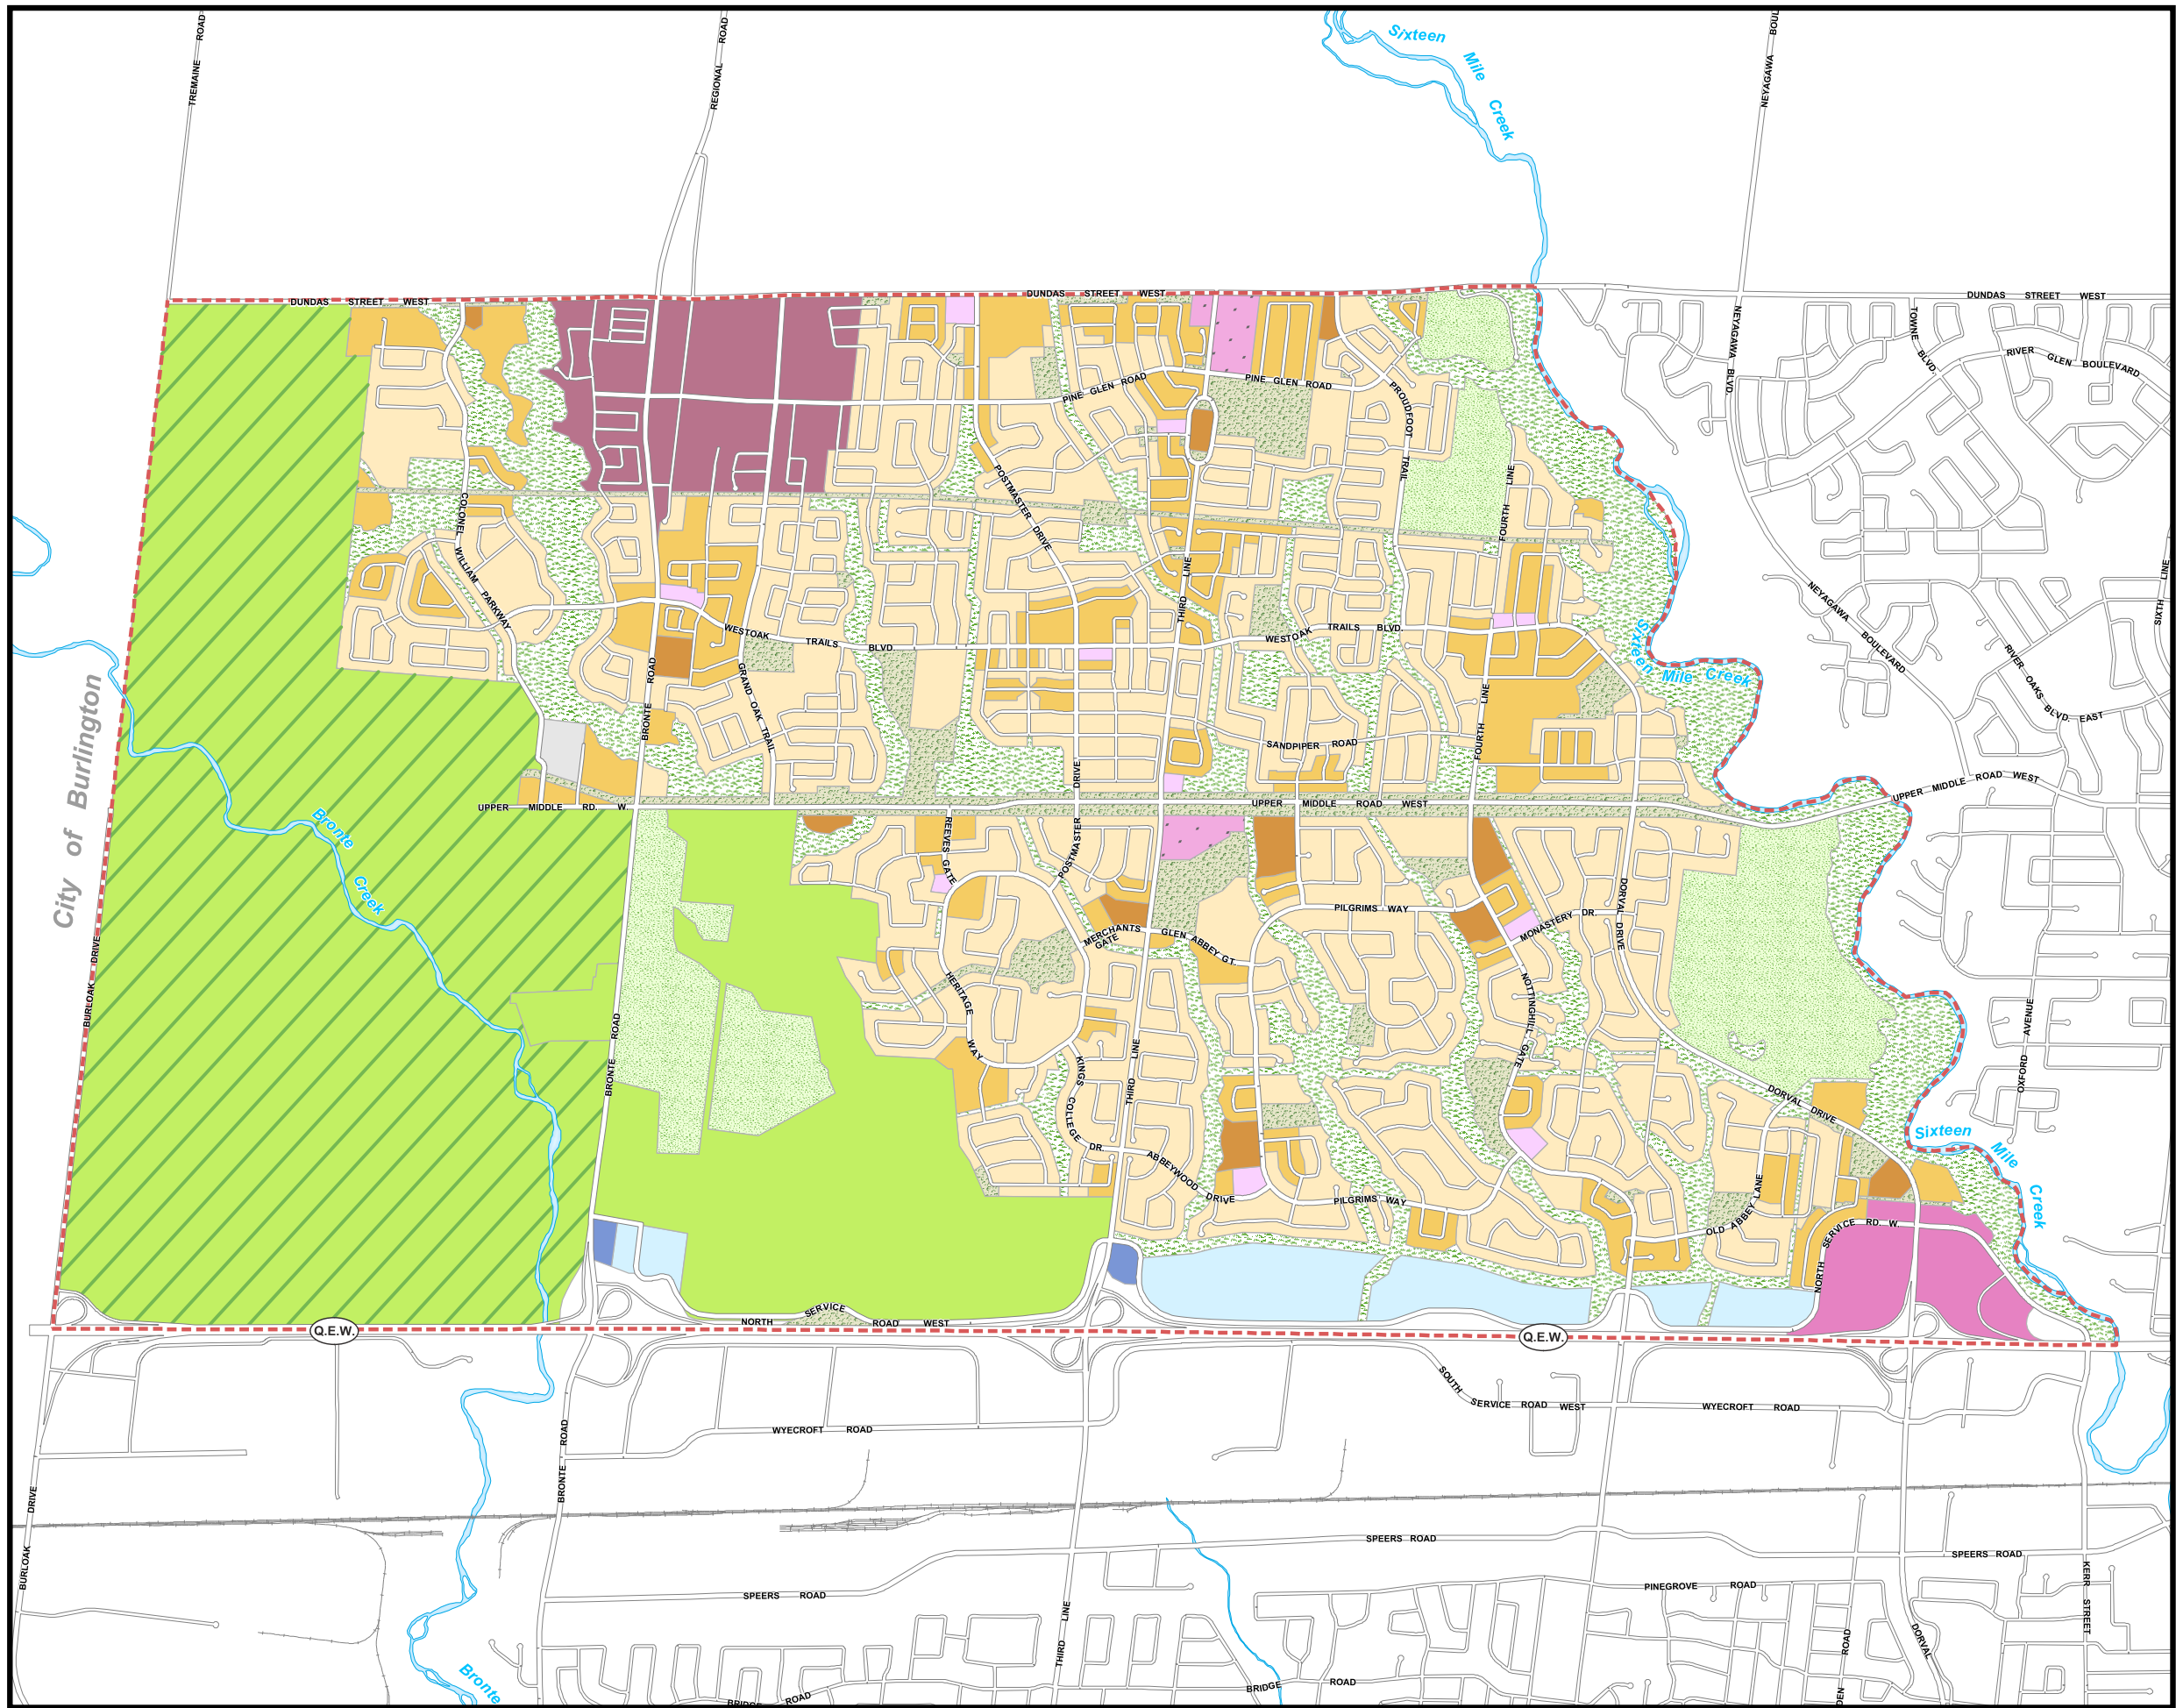 TREMAINE ROAD
REGIONAL ROAD
Sixteen Mile Creek
NEYAGAWA
DUNDAS STREET WEST
DUNDAS STREET WEST
DUNDAS STREET WEST
NEYAGAWA BLVD.
TOWNE BLVD.
RIVER GLEN BOULEVARD
PINE GLEN ROAD
PINE GLEN ROAD
PROUDFOOT TRAIL
COLONEL WILLIAM PARKWAY
POSTMASTER DRIVE
FOURTH LINE
THIRD LINE
SIXTH LINE
NEYAGAWA BOULEVARD
WESTOAK TRAILS BLVD.
WESTOAK TRAILS BLVD.
Sixteen Mile Creek
RIVER OAKS BLVD. EAST
City of Burlington
BRONTE ROAD
GRAND OAK TRAIL
FOURTH LINE
SANDPIPER ROAD
UPPER MIDDLE RD. W.
UPPER MIDDLE ROAD WEST
UPPER MIDDLE ROAD WEST
POSTMASTER DRIVE
REEVES GATE
Bronte Creek
PILGRIMS WAY
MONASTERY DR.
DORVAL DRIVE
MERCHANTS GATE
GLEN ABBEY GT.
BURLOAK DRIVE
HERITAGE WAY
NOTTINGHILL GATE
BRONTE ROAD
THIRD LINE
KINGS COLLEGE DR.
OXFORD AVENUE
DORVAL DRIVE
ABBEYWOOD DRIVE
PILGRIMS WAY
OLD ABBEY LANE
Sixteen Mile Creek
NORTH SERVICE RD. W.
NORTH SERVICE ROAD WEST
Q.E.W.
Q.E.W.
SOUTH SERVICE ROAD WEST
WYECROFT ROAD
WYECROFT ROAD
BRONTE ROAD
BURLOAK DRIVE
SPEERS ROAD
SPEERS ROAD
SPEERS ROAD
PINEGROVE ROAD
KERR STREET
THIRD LINE
DORVAL
ROAD
Bronte
BRIDGE ROAD
BRIDGE ROAD